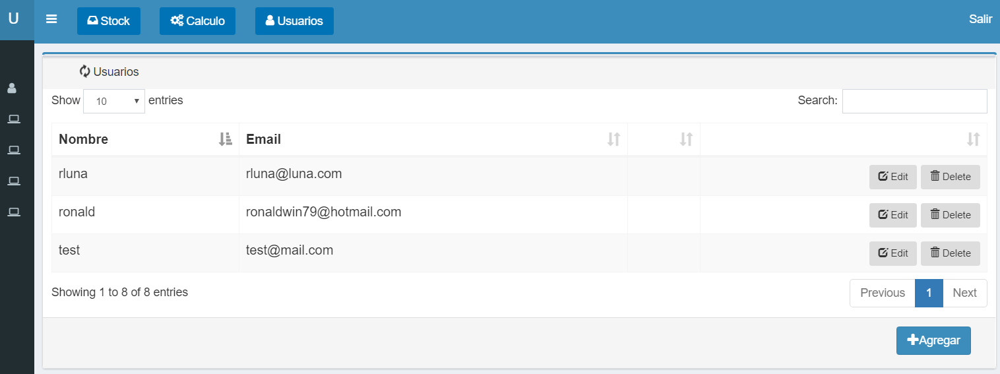 U Stock Calculo Usuarios Salir
Usuarios
Show 10 entries Search:
Nombre Email
rluna rluna@luna.com Edit Delete
ronald ronaldwin79@hotmail.com Edit Delete
test test@mail.com Edit Delete
Showing 1 to 8 of 8 entries Previous 1 Next
Agregar